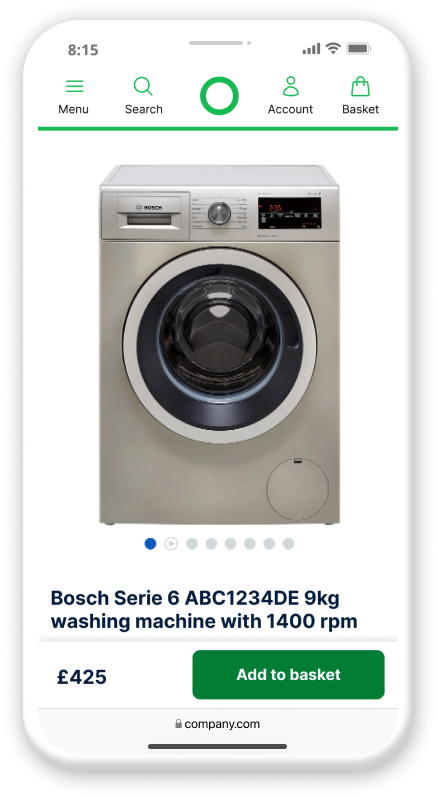 8:15
Menu Search Account Basket
BOSCH
Bosch Serie 6 ABC1234DE 9kg
washing machine with 1400 rpm
£425 Add to basket
company.com